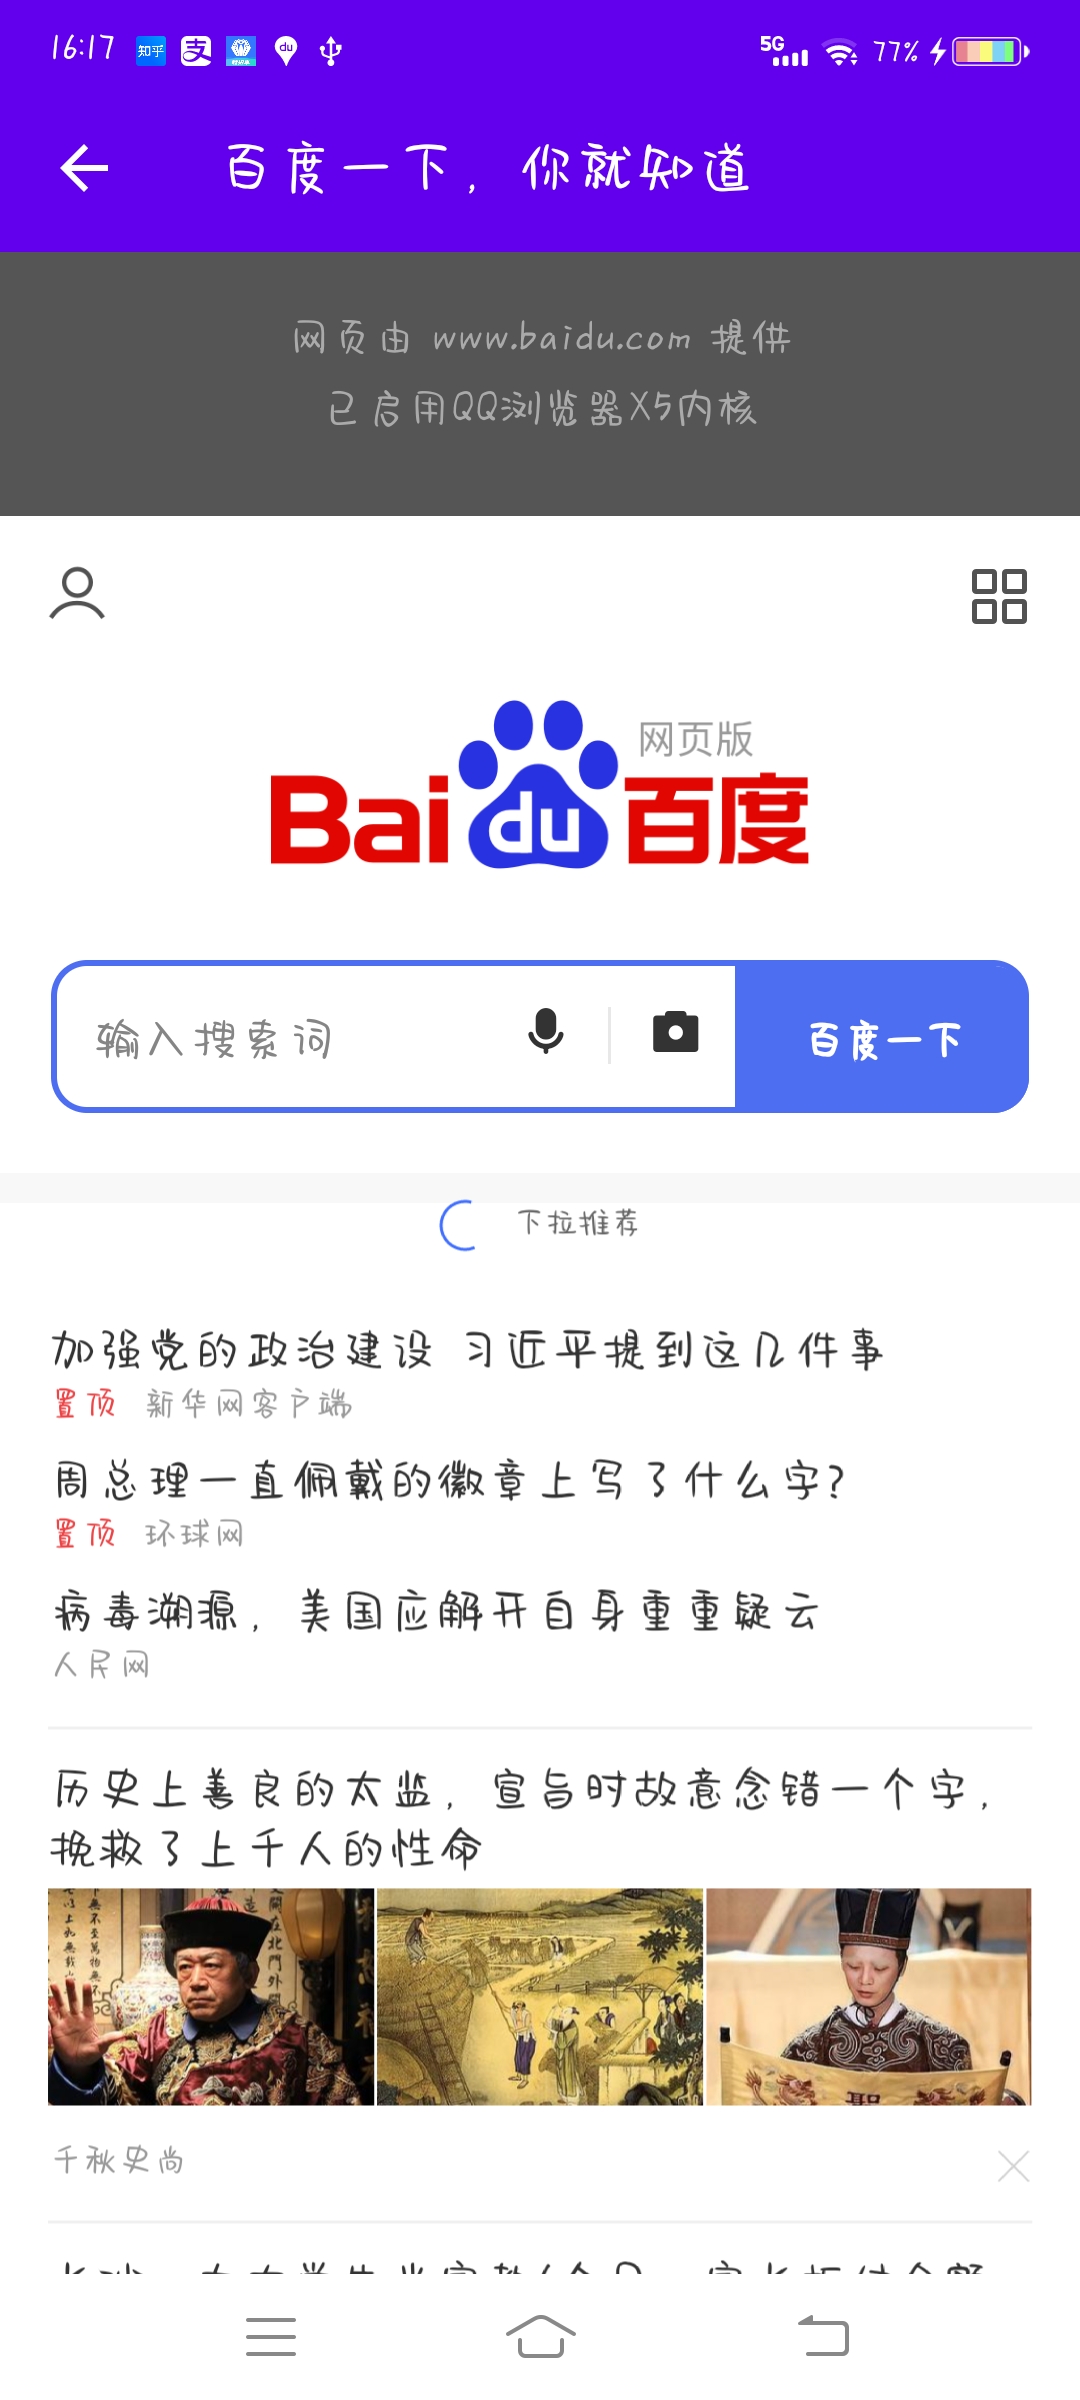 16:17 知乎 支 du 5G 77%
百度一下，你就知道
网页由 www.baidu.com 提供
已启用QQ浏览器X5内核
网页版
Baidu百度
输入搜索词 百度一下
下拉推荐
加强党的政治建设 习近平提到这几件事
置顶 新华网客户端
周总理一直佩戴的徽章上写了什么字?
置顶 环球网
病毒溯源，美国应解开自身重重疑云
人民网
历史上善良的太监，宣旨时故意念错一个字，
挽救了上千人的性命
千秋史尚